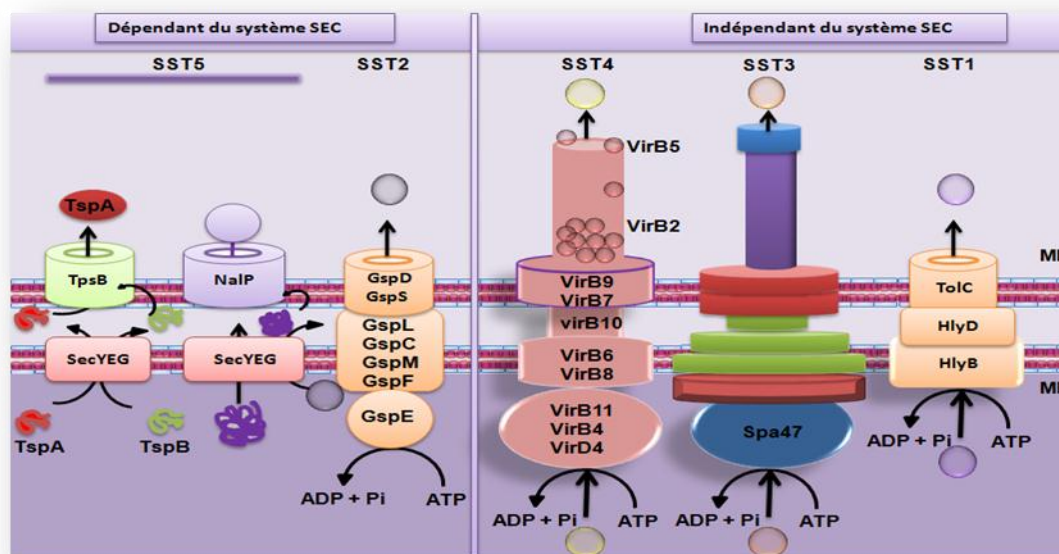 Dépendant du système SEC
Indépendant du système SEC
SST5
SST2
SST4
SST3
SST1
VirB5
TspA
VirB2
TpsB
NalP
GspD
GspS
VirB9
VirB7
TolC
virB10
HlyD
SecYEG
SecYEG
GspL
GspC
GspM
GspF
VirB6
VirB8
HlyB
GspE
VirB11
VirB4
VirD4
Spa47
TspA
TspB
ADP + Pi
ATP
ADP + Pi
ATP
ADP + Pi
ATP
ADP + Pi
ATP